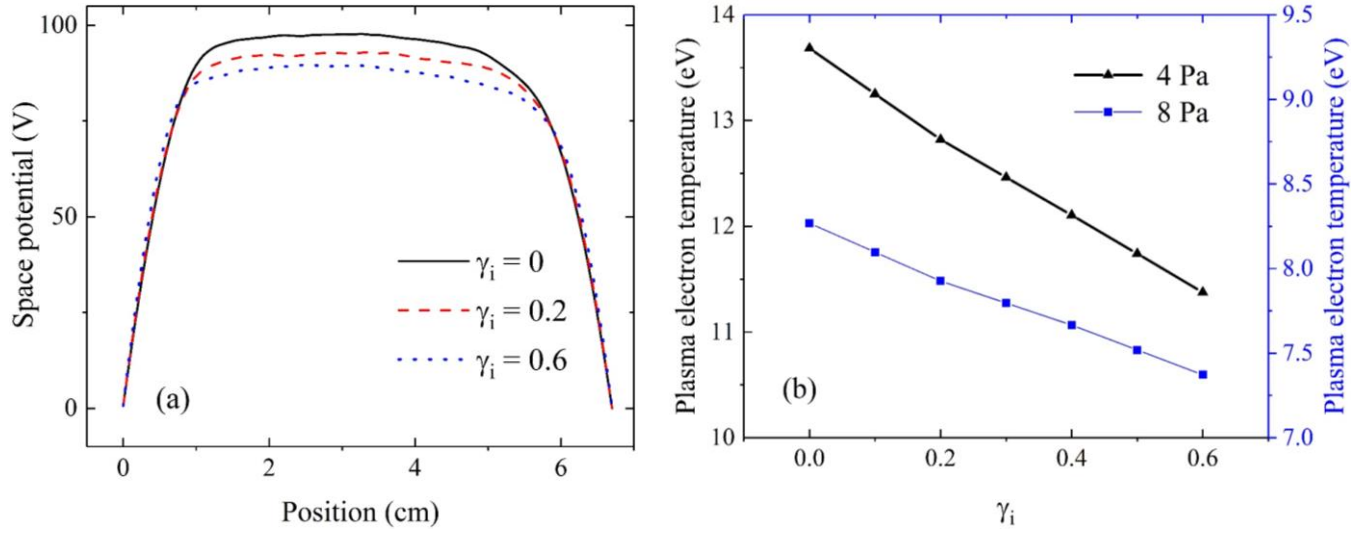 100
50
0
Space potential (V)
γi = 0
γi = 0.2
γi = 0.6
(a)
0
2
4
6
Position (cm)
14
13
12
11
10
Plasma electron temperature (eV)
4 Pa
8 Pa
(b)
0.0
0.2
0.4
0.6
γi
9.5
9.0
8.5
8.0
7.5
7.0
Plasma electron temperature (eV)